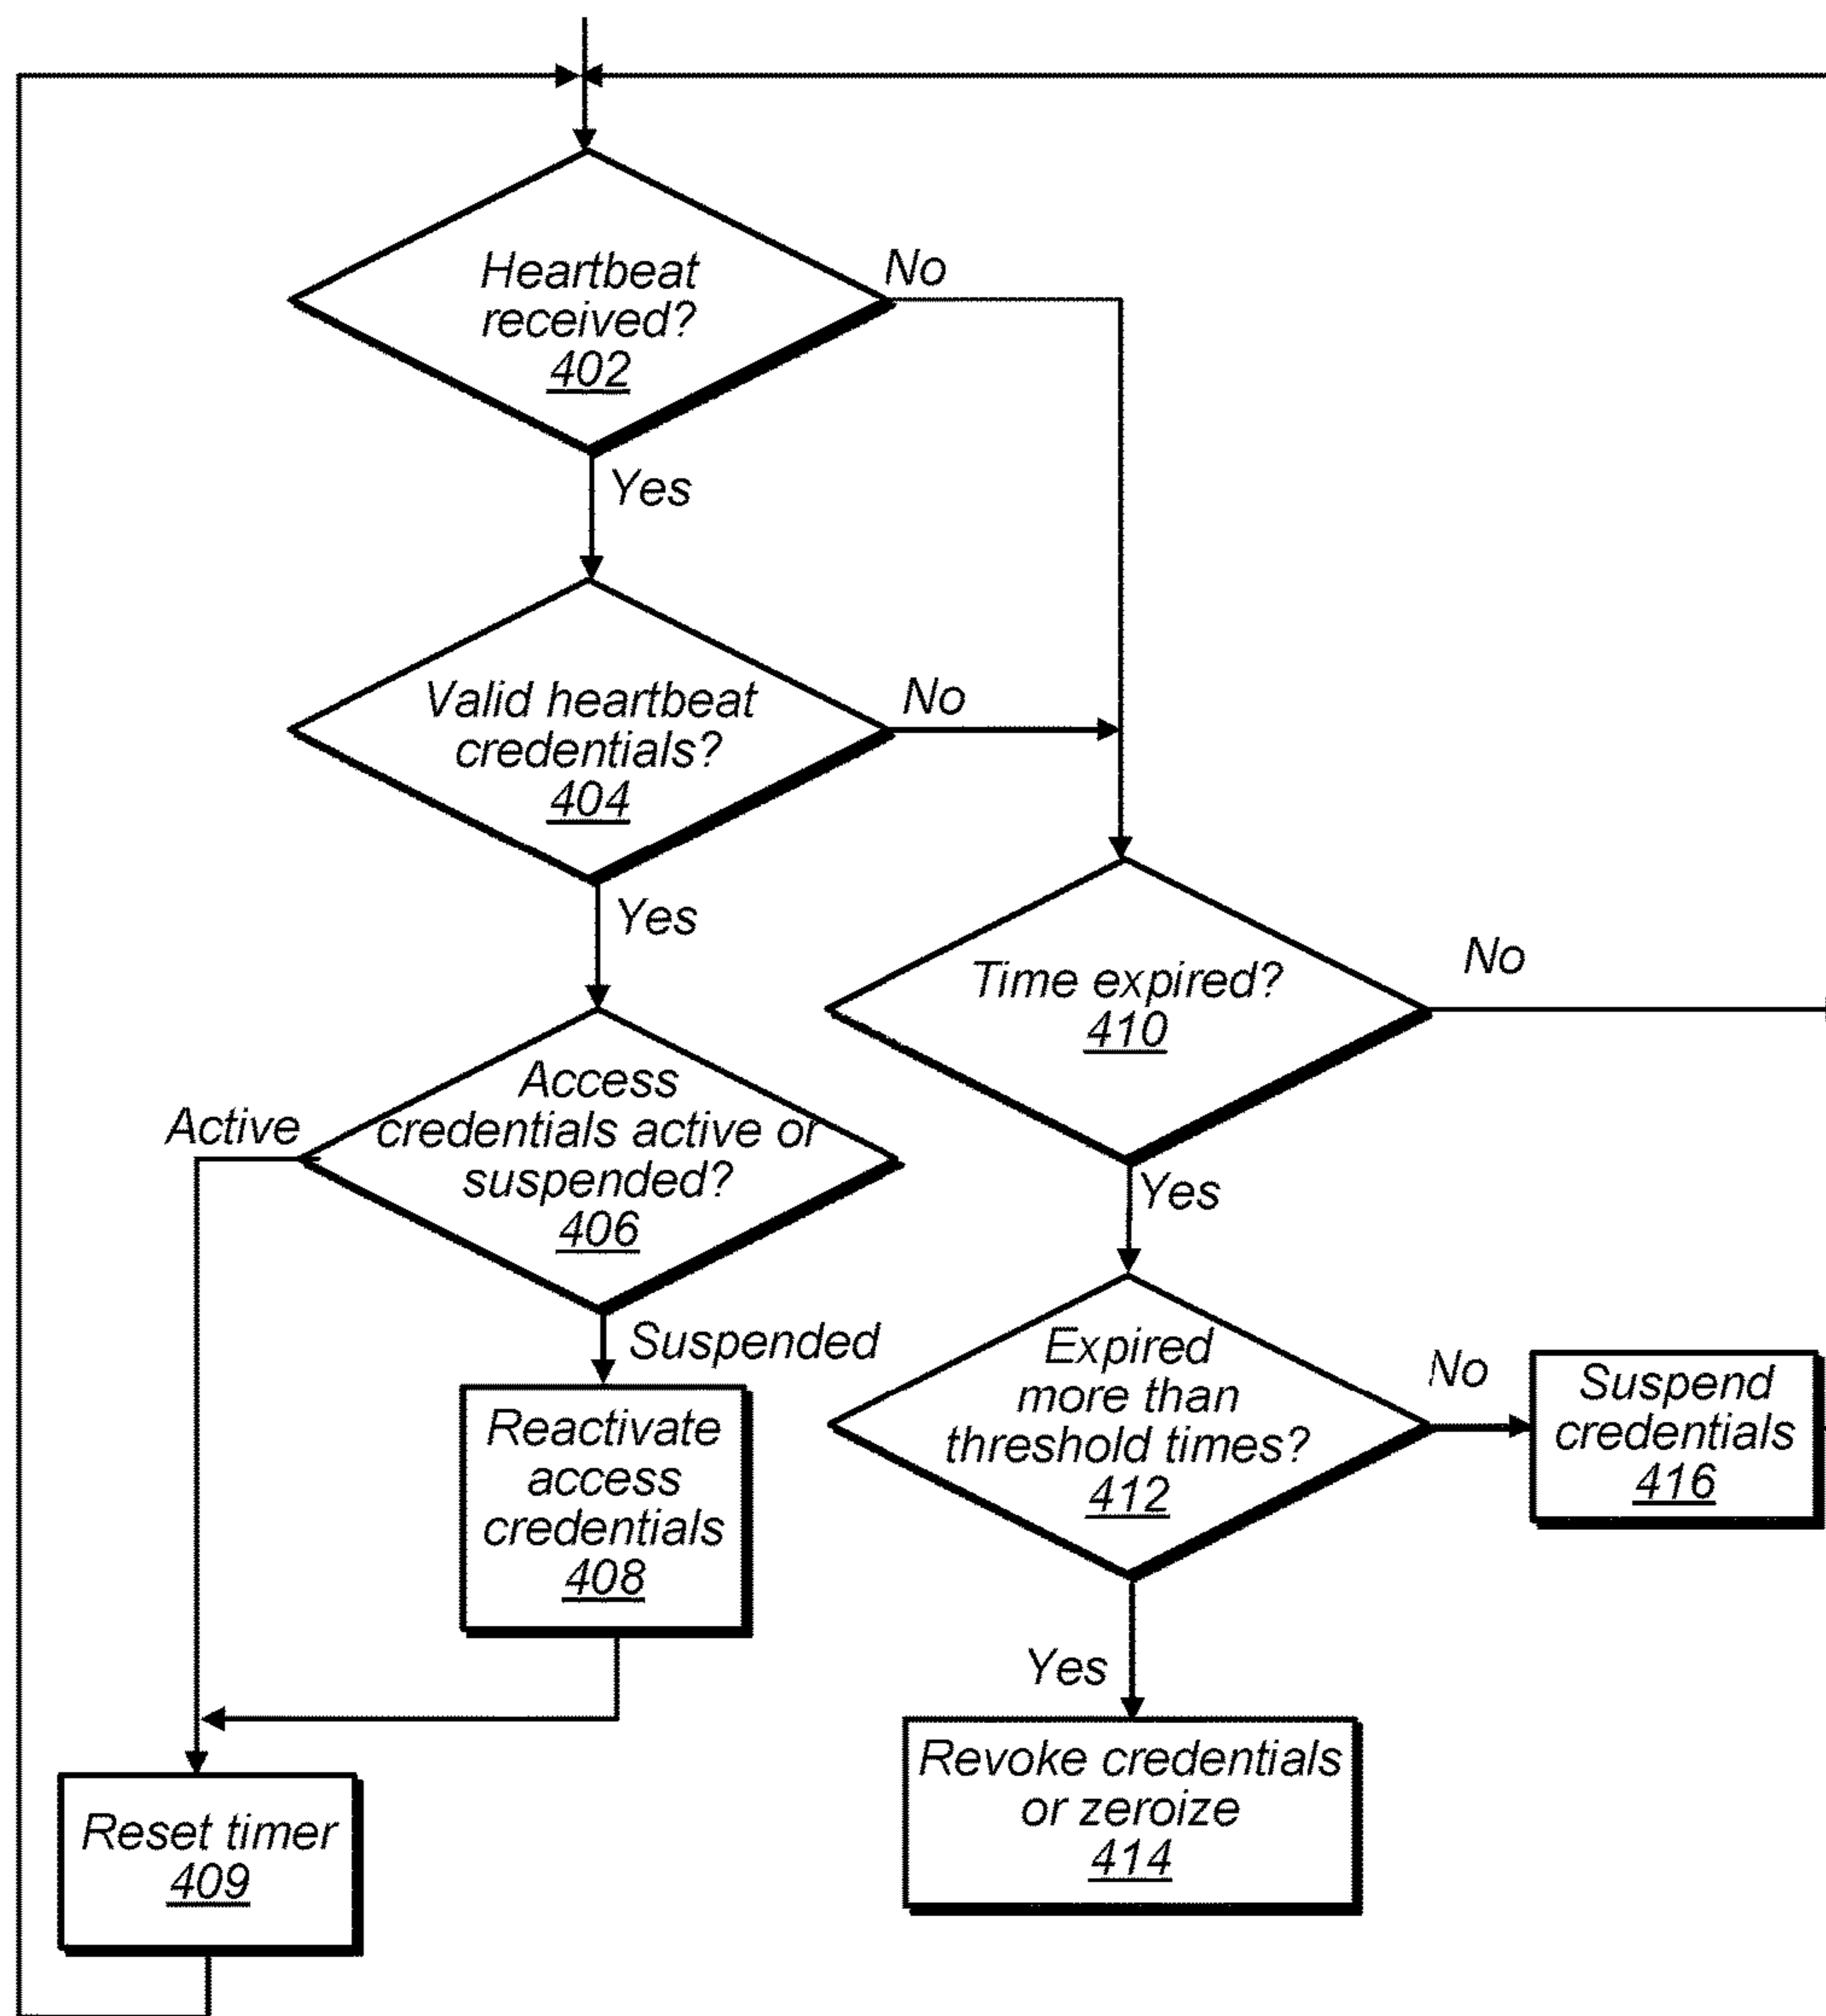 Heartbeat
received?
402
No
Yes
Valid heartbeat
credentials?
404
No
Yes
Time expired?
410
No
Yes
Access
credentials active or
suspended?
406
Active
Suspended
Reactivate
access
credentials
408
Expired
more than
threshold times?
412
No
Suspend
credentials
416
Yes
Revoke credentials
or zeroize
414
Reset timer
409